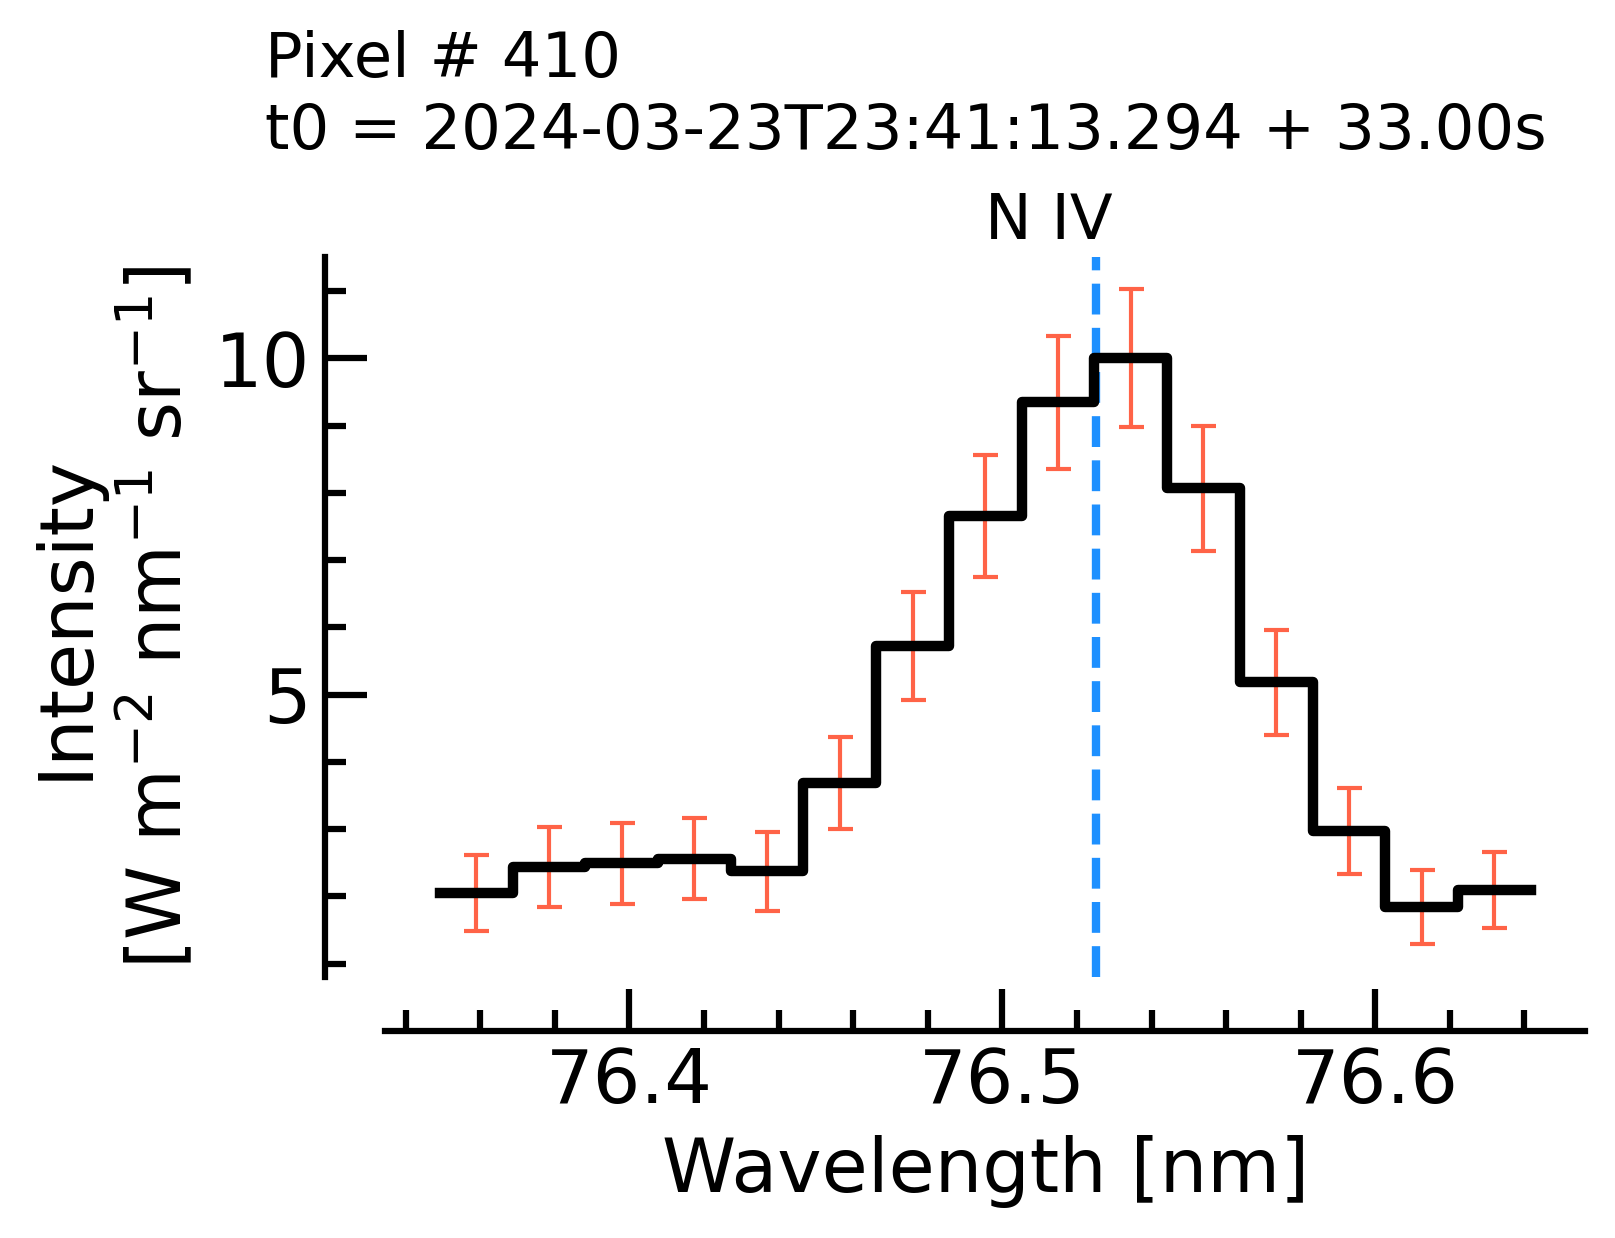 Pixel # 410
t0 = 2024-03-23T23:41:13.294 + 33.00s
N IV
Intensity
[W m⁻² nm⁻¹ sr⁻¹]
10
5
76.4 76.5 76.6
Wavelength [nm]